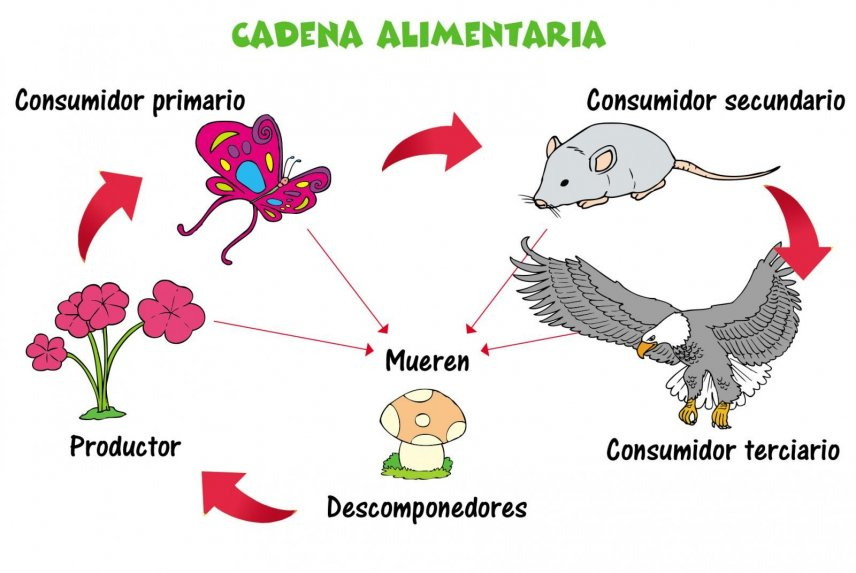 CADENA ALIMENTARIA
Consumidor primario
Consumidor secundario
Mueren
Productor
Consumidor terciario
Descomponedores